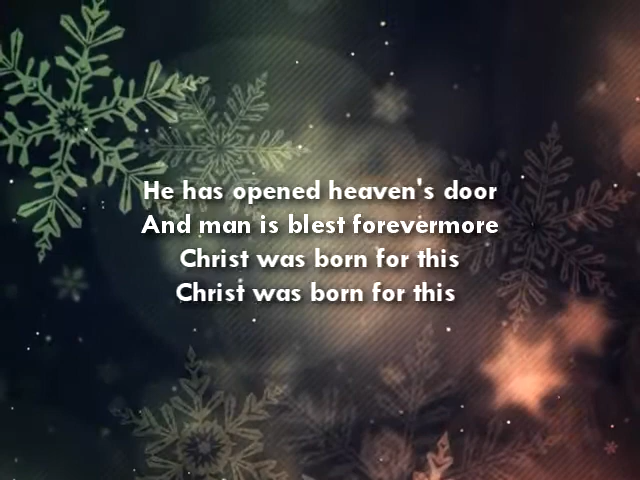 He has opened heaven's door
And man is blest forevermore
Christ was born for this
Christ was born for this